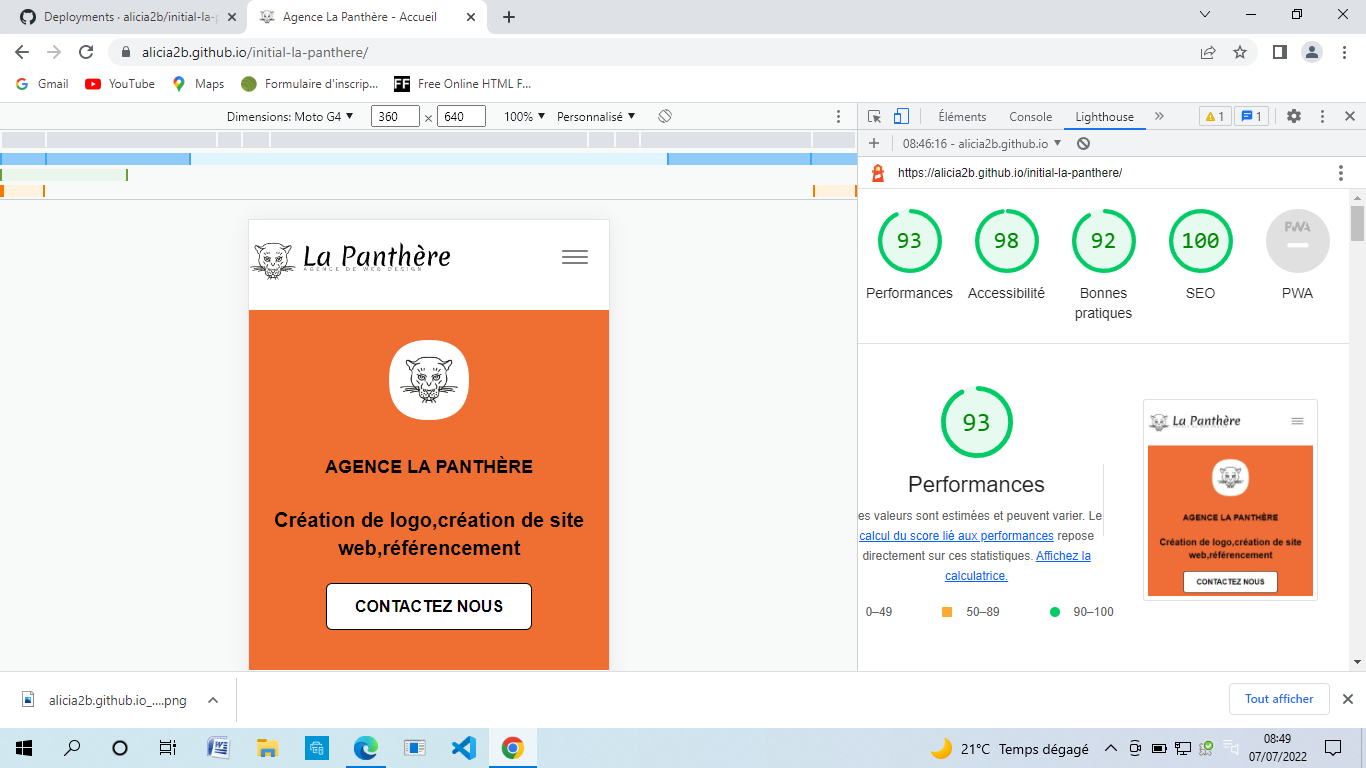 Deployments · alicia2b/initial-la-p
Agence La Panthère - Accueil
alicia2b.github.io/initial-la-panthere/
Gmail
YouTube
Maps
Formulaire d'inscrip...
FF
Free Online HTML F...
Dimensions: Moto G4
360
×
640
100%
Personnalisé
Éléments
Console
Lighthouse
»
1
1
08:46:16 - alicia2b.github.io
https://alicia2b.github.io/initial-la-panthere/
93
98
92
100
PWA
Performances
Accessibilité
Bonnes
pratiques
SEO
PWA
La Panthère
AGENCE DE WEB DESIGN
AGENCE LA PANTHÈRE
Création de logo,création de site
web,référencement
CONTACTEZ NOUS
93
Performances
es valeurs sont estimées et peuvent varier. Le
calcul du score lié aux performances repose
directement sur ces statistiques. Affichez la
calculatrice.
0–49
50–89
90–100
La Panthère
AGENCE LA PANTHÈRE
Création de logo,création de site
web,référencement
CONTACTEZ NOUS
alicia2b.github.io_....png
Tout afficher
21°C Temps dégagé
08:49
07/07/2022